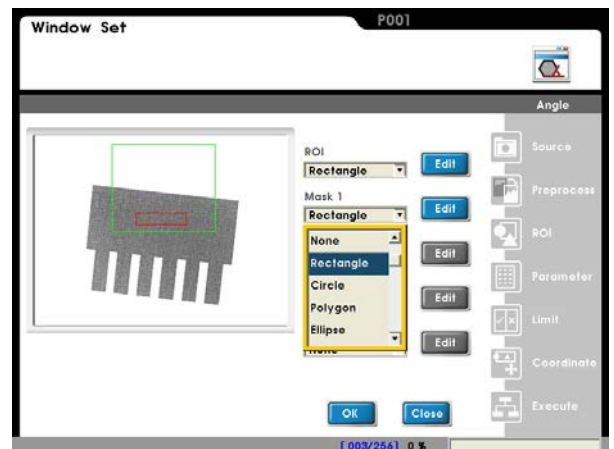 Window Set
P001
Angle
ROI
Rectangle
Edit
Mask 1
Rectangle
Edit
None
Rectangle
Circle
Polygon
Ellipse
Edit
Edit
Edit
None
OK
Close
Source
Preprocess
ROI
Parameter
Limit
Coordinate
Execute
[003/256] 0 %